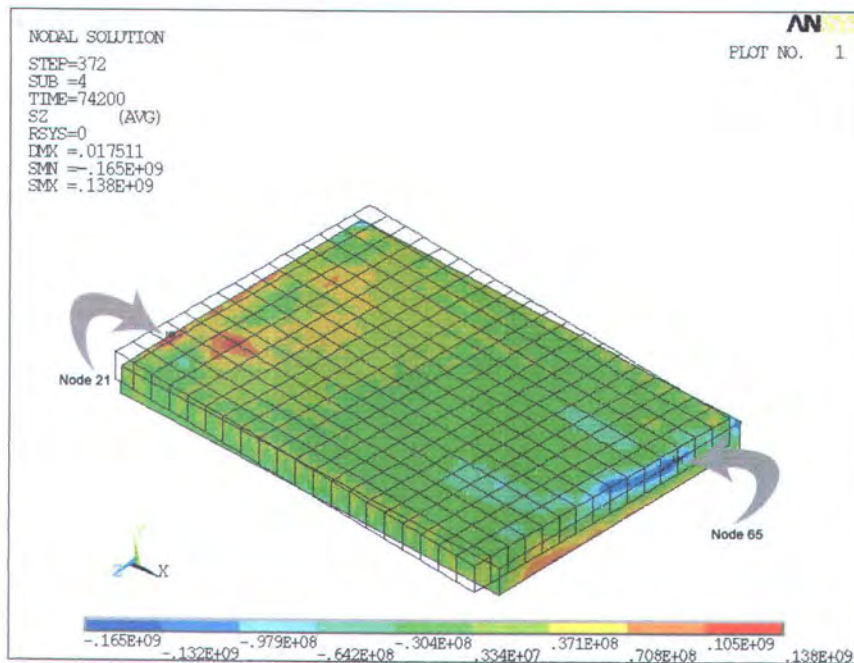 ANSYS
NODAL SOLUTION
PLOT NO. 1
STEP=372
SUB =4
TIME=74200
SZ (AVG)
RSYS=0
DMX =.017511
SMN =-.165E+09
SMX =.138E+09
Node 21
Node 65
Y
Z X
-.165E+09 -.979E+08 -.304E+08 .371E+08 .105E+09
-.132E+09 -.642E+08 .334E+07 .708E+08 .138E+09